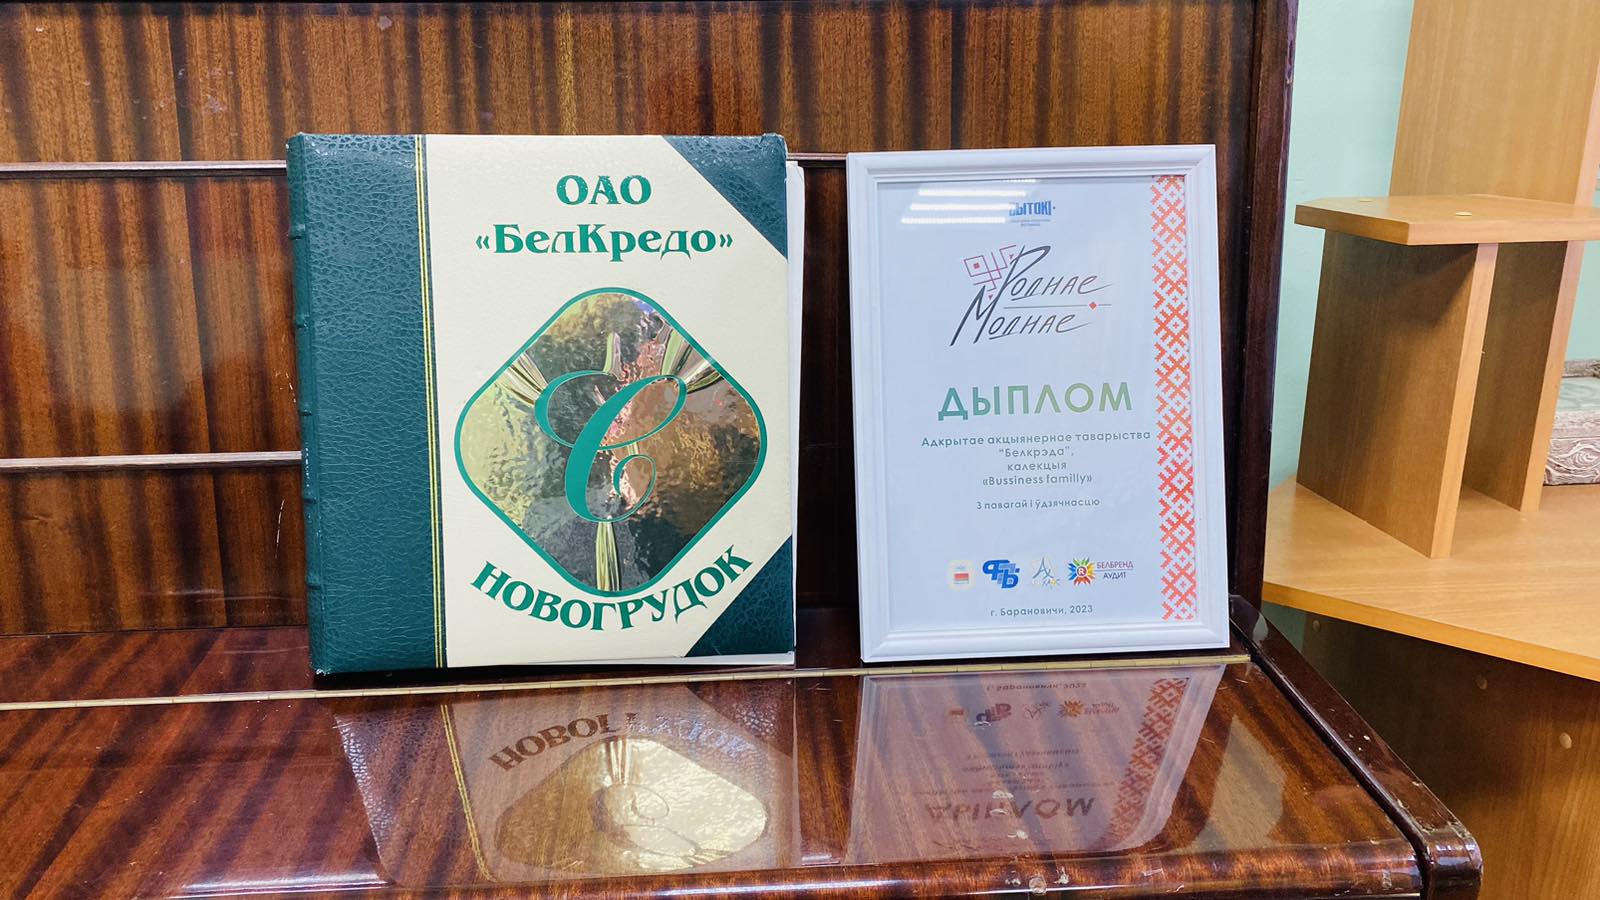 ОАО
«БелКредо»
С
НОВОГРУДОК
ВЫТОКІ
Роднае
Моднае
ДЫПЛОМ
Адкрытае акцыянернае таварыства
"Белкрэда",
калекцыя
«Bussiness familly»
З павагай і ўдзячнасцю
БЕЛБРЕНД
АУДИТ
г. Барановичи, 2023